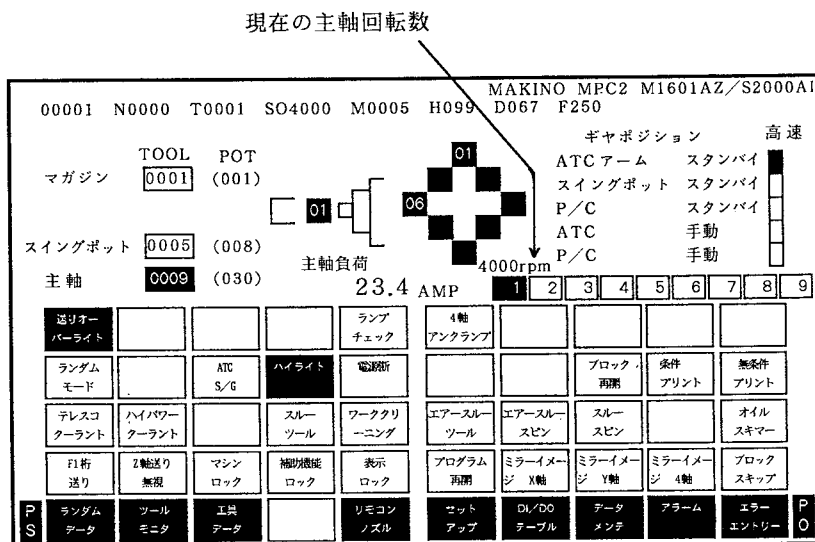 現在の主軸回転数
MAKINO MPC2 M1601AZ／S2000AI
00001 N0000 T0001 SO4000 M0005 H099 D067 F250
TOOL POT
マガジン 0001 (001)
スイングポット 0005 (008)
主軸 0009 (030)
01
01
06
主軸負荷
23.4 AMP
4000rpm
ギヤポジション 高速
ATCアーム スタンバイ
スイングポット スタンバイ
P／C スタンバイ
ATC 手動
P／C 手動
1 2 3 4 5 6 7 8 9
送りオーバーライト ランプチェック 4軸アンクランプ
ランダムモード ATC S／G ハイライト 電源断 ブロック再開 条件プリント 無条件プリント
テレスコクーラント ハイパワークーラント スルーツール ワーククリーニング エアースルーツール エアースルースピン スルースピン オイルスキマー
F1桁送り Z軸送り無視 マシンロック 補助機能ロック 表示ロック プログラム再開 ミラーイメージ X軸 ミラーイメージ Y軸 ミラーイメージ 4軸 ブロックスキップ
PS ランダムデータ ツールモニタ 工具データ リモコンノズル セットアップ DI／DOテーブル データメンテ アラーム エラーエントリー PO